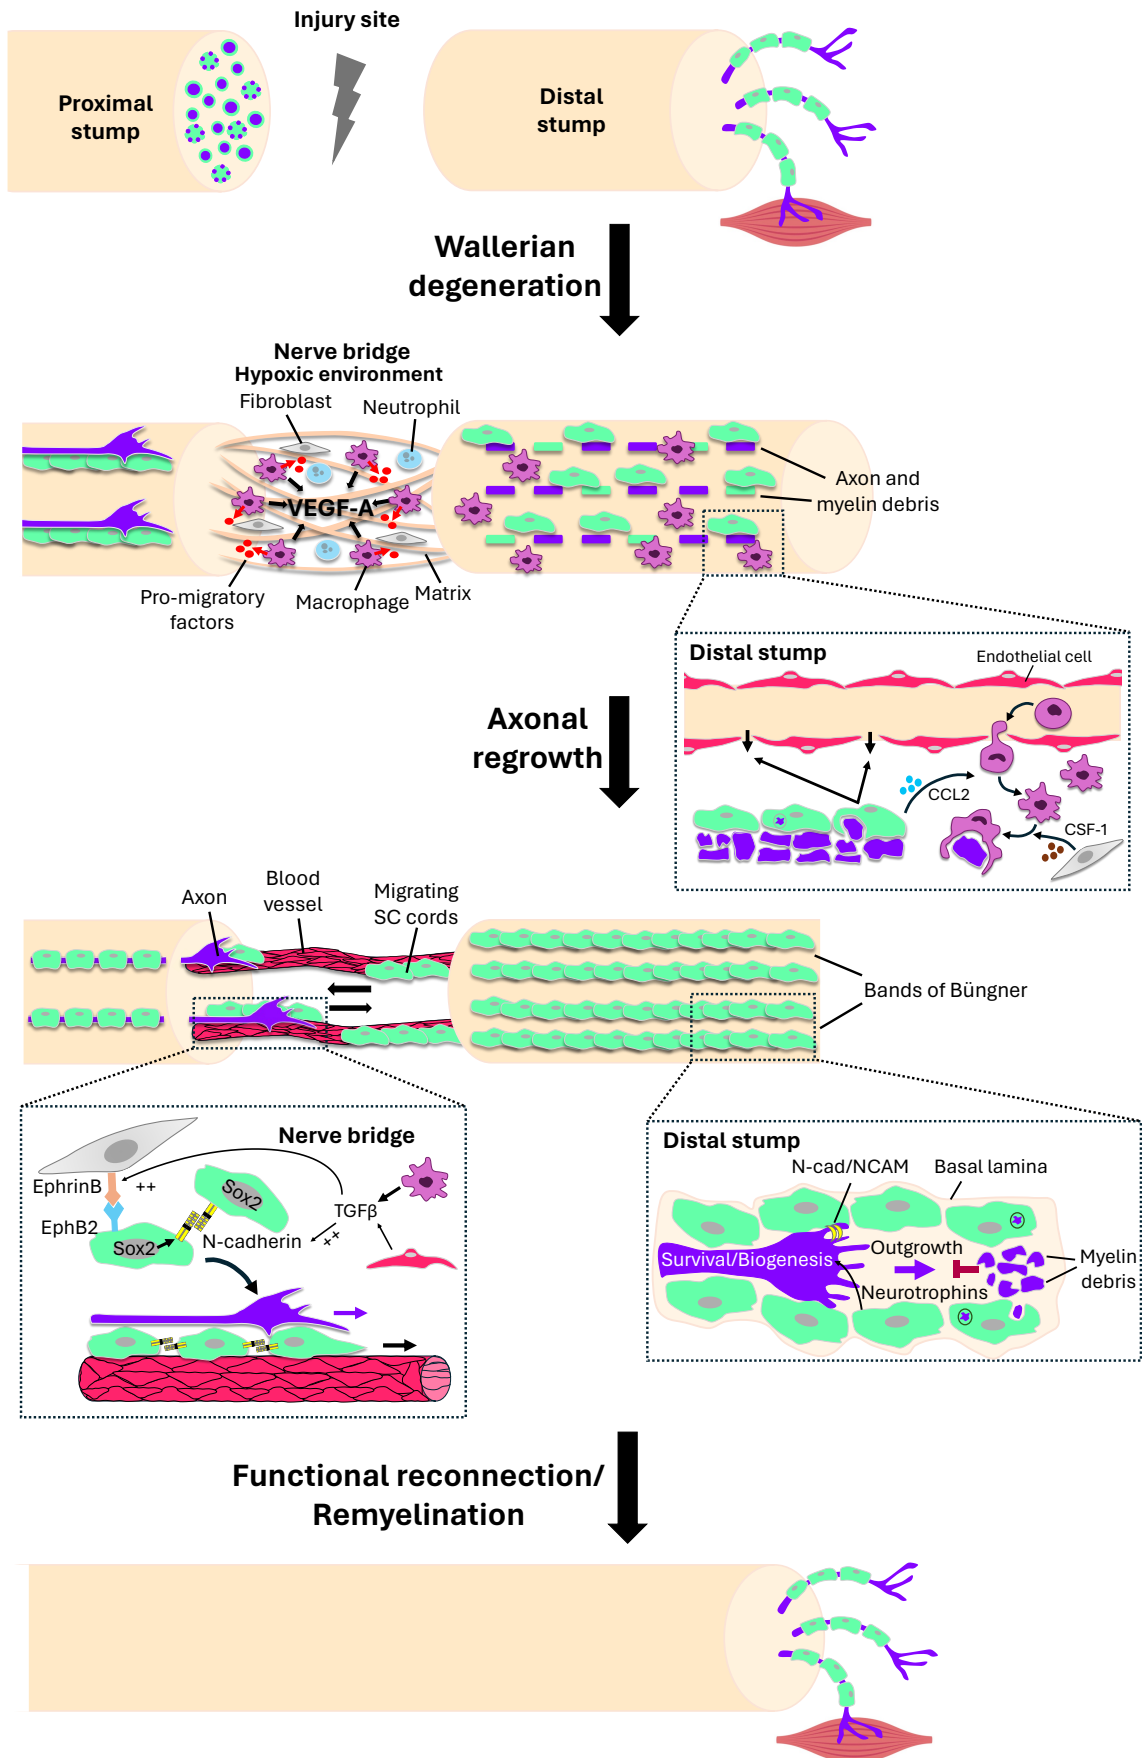 Injury site
Proximal
stump
Distal
stump
Wallerian
degeneration
Nerve bridge
Hypoxic environment
Fibroblast
Neutrophil
VEGF-A
Axon and
myelin debris
Pro-migratory
factors
Macrophage
Matrix
Distal stump
Endothelial cell
CCL2
CSF-1
Axonal
regrowth
Axon
Blood
vessel
Migrating
SC cords
Bands of Büngner
Nerve bridge
EphrinB
++
EphB2
Sox2
Sox2
N-cadherin
TGFβ
++
Distal stump
N-cad/NCAM
Basal lamina
Survival/Biogenesis
Outgrowth
Neurotrophins
Myelin
debris
Functional reconnection/
Remyelination